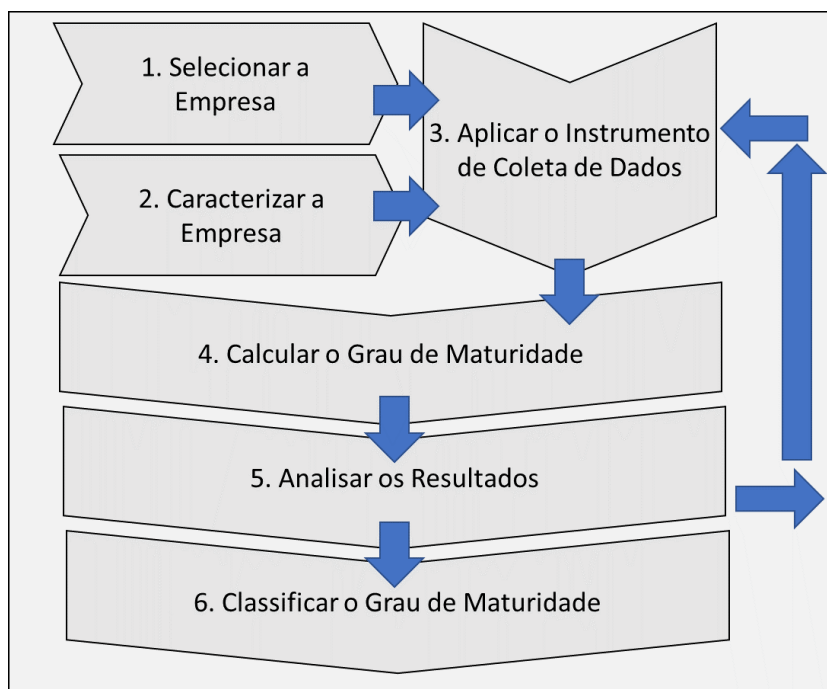 1. Selecionar a
Empresa
2. Caracterizar a
Empresa
3. Aplicar o Instrumento
de Coleta de Dados
4. Calcular o Grau de Maturidade
5. Analisar os Resultados
6. Classificar o Grau de Maturidade